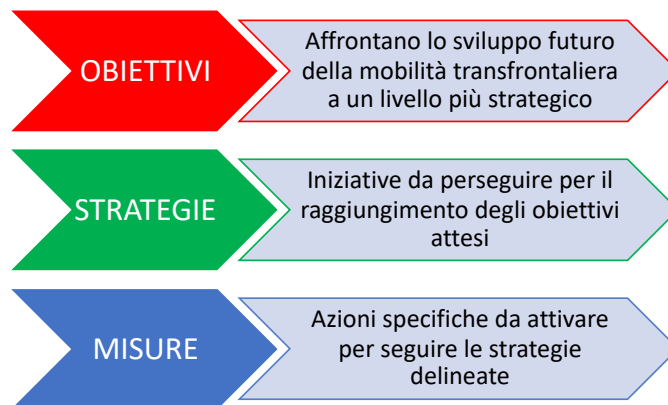 OBIETTIVI
Affrontano lo sviluppo futuro
della mobilità transfrontaliera
a un livello più strategico
STRATEGIE
Iniziative da perseguire per il
raggiungimento degli obiettivi
attesi
MISURE
Azioni specifiche da attivare
per seguire le strategie
delineate